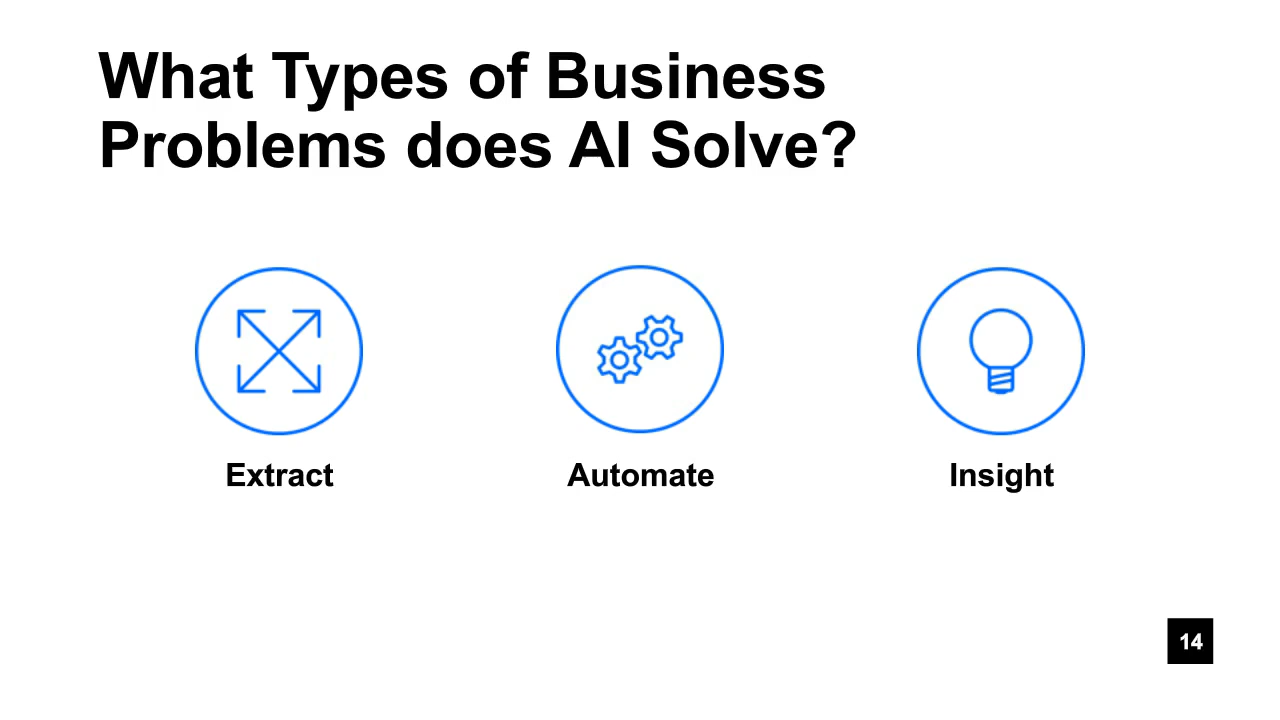 What Types of Business
Problems does AI Solve?
Extract
Automate
Insight
14